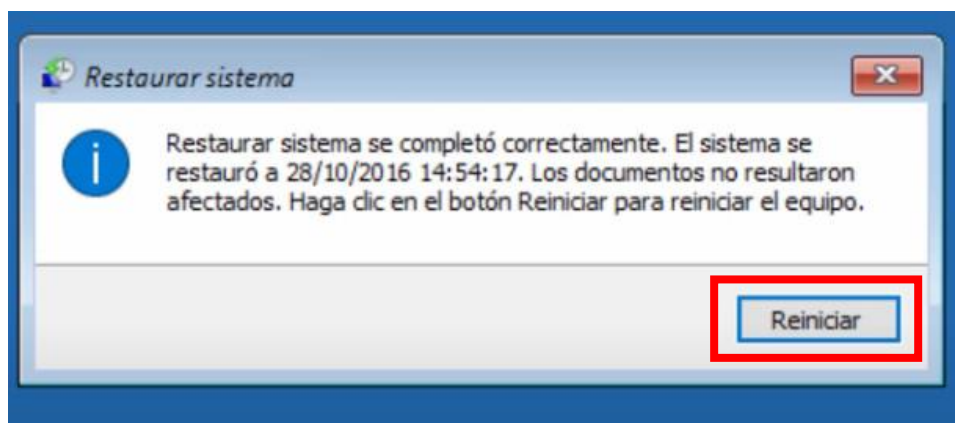 Restaurar sistema
Restaurar sistema se completó correctamente. El sistema se
restauró a 28/10/2016 14:54:17. Los documentos no resultaron
afectados. Haga clic en el botón Reiniciar para reiniciar el equipo.
Reiniciar